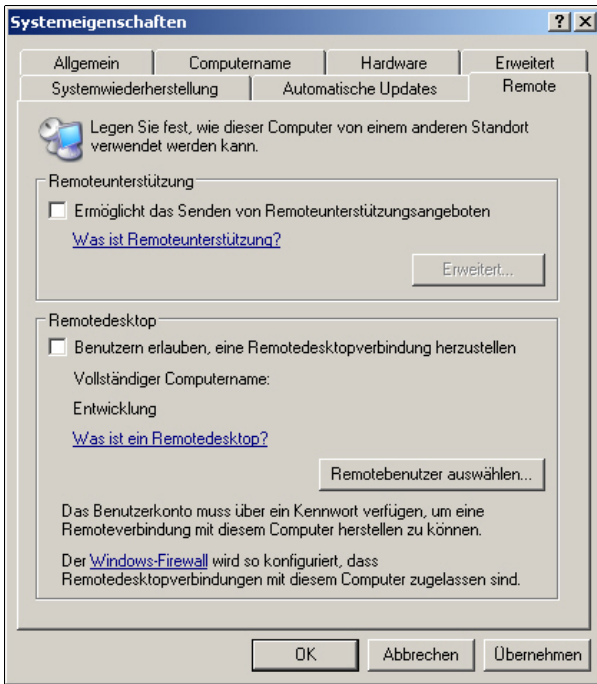 Systemeigenschaften
Allgemein Computername Hardware Erweitert
Systemwiederherstellung Automatische Updates Remote
Legen Sie fest, wie dieser Computer von einem anderen Standort
verwendet werden kann.
Remoteunterstützung
Ermöglicht das Senden von Remoteunterstützungsangeboten
Was ist Remoteunterstützung?
Erweitert...
Remotedesktop
Benutzern erlauben, eine Remotedesktopverbindung herzustellen
Vollständiger Computername:
Entwicklung
Was ist ein Remotedesktop?
Remotebenutzer auswählen...
Das Benutzerkonto muss über ein Kennwort verfügen, um eine
Remoteverbindung mit diesem Computer herstellen zu können.
Der Windows-Firewall wird so konfiguriert, dass
Remotedesktopverbindungen mit diesem Computer zugelassen sind.
OK Abbrechen Übernehmen